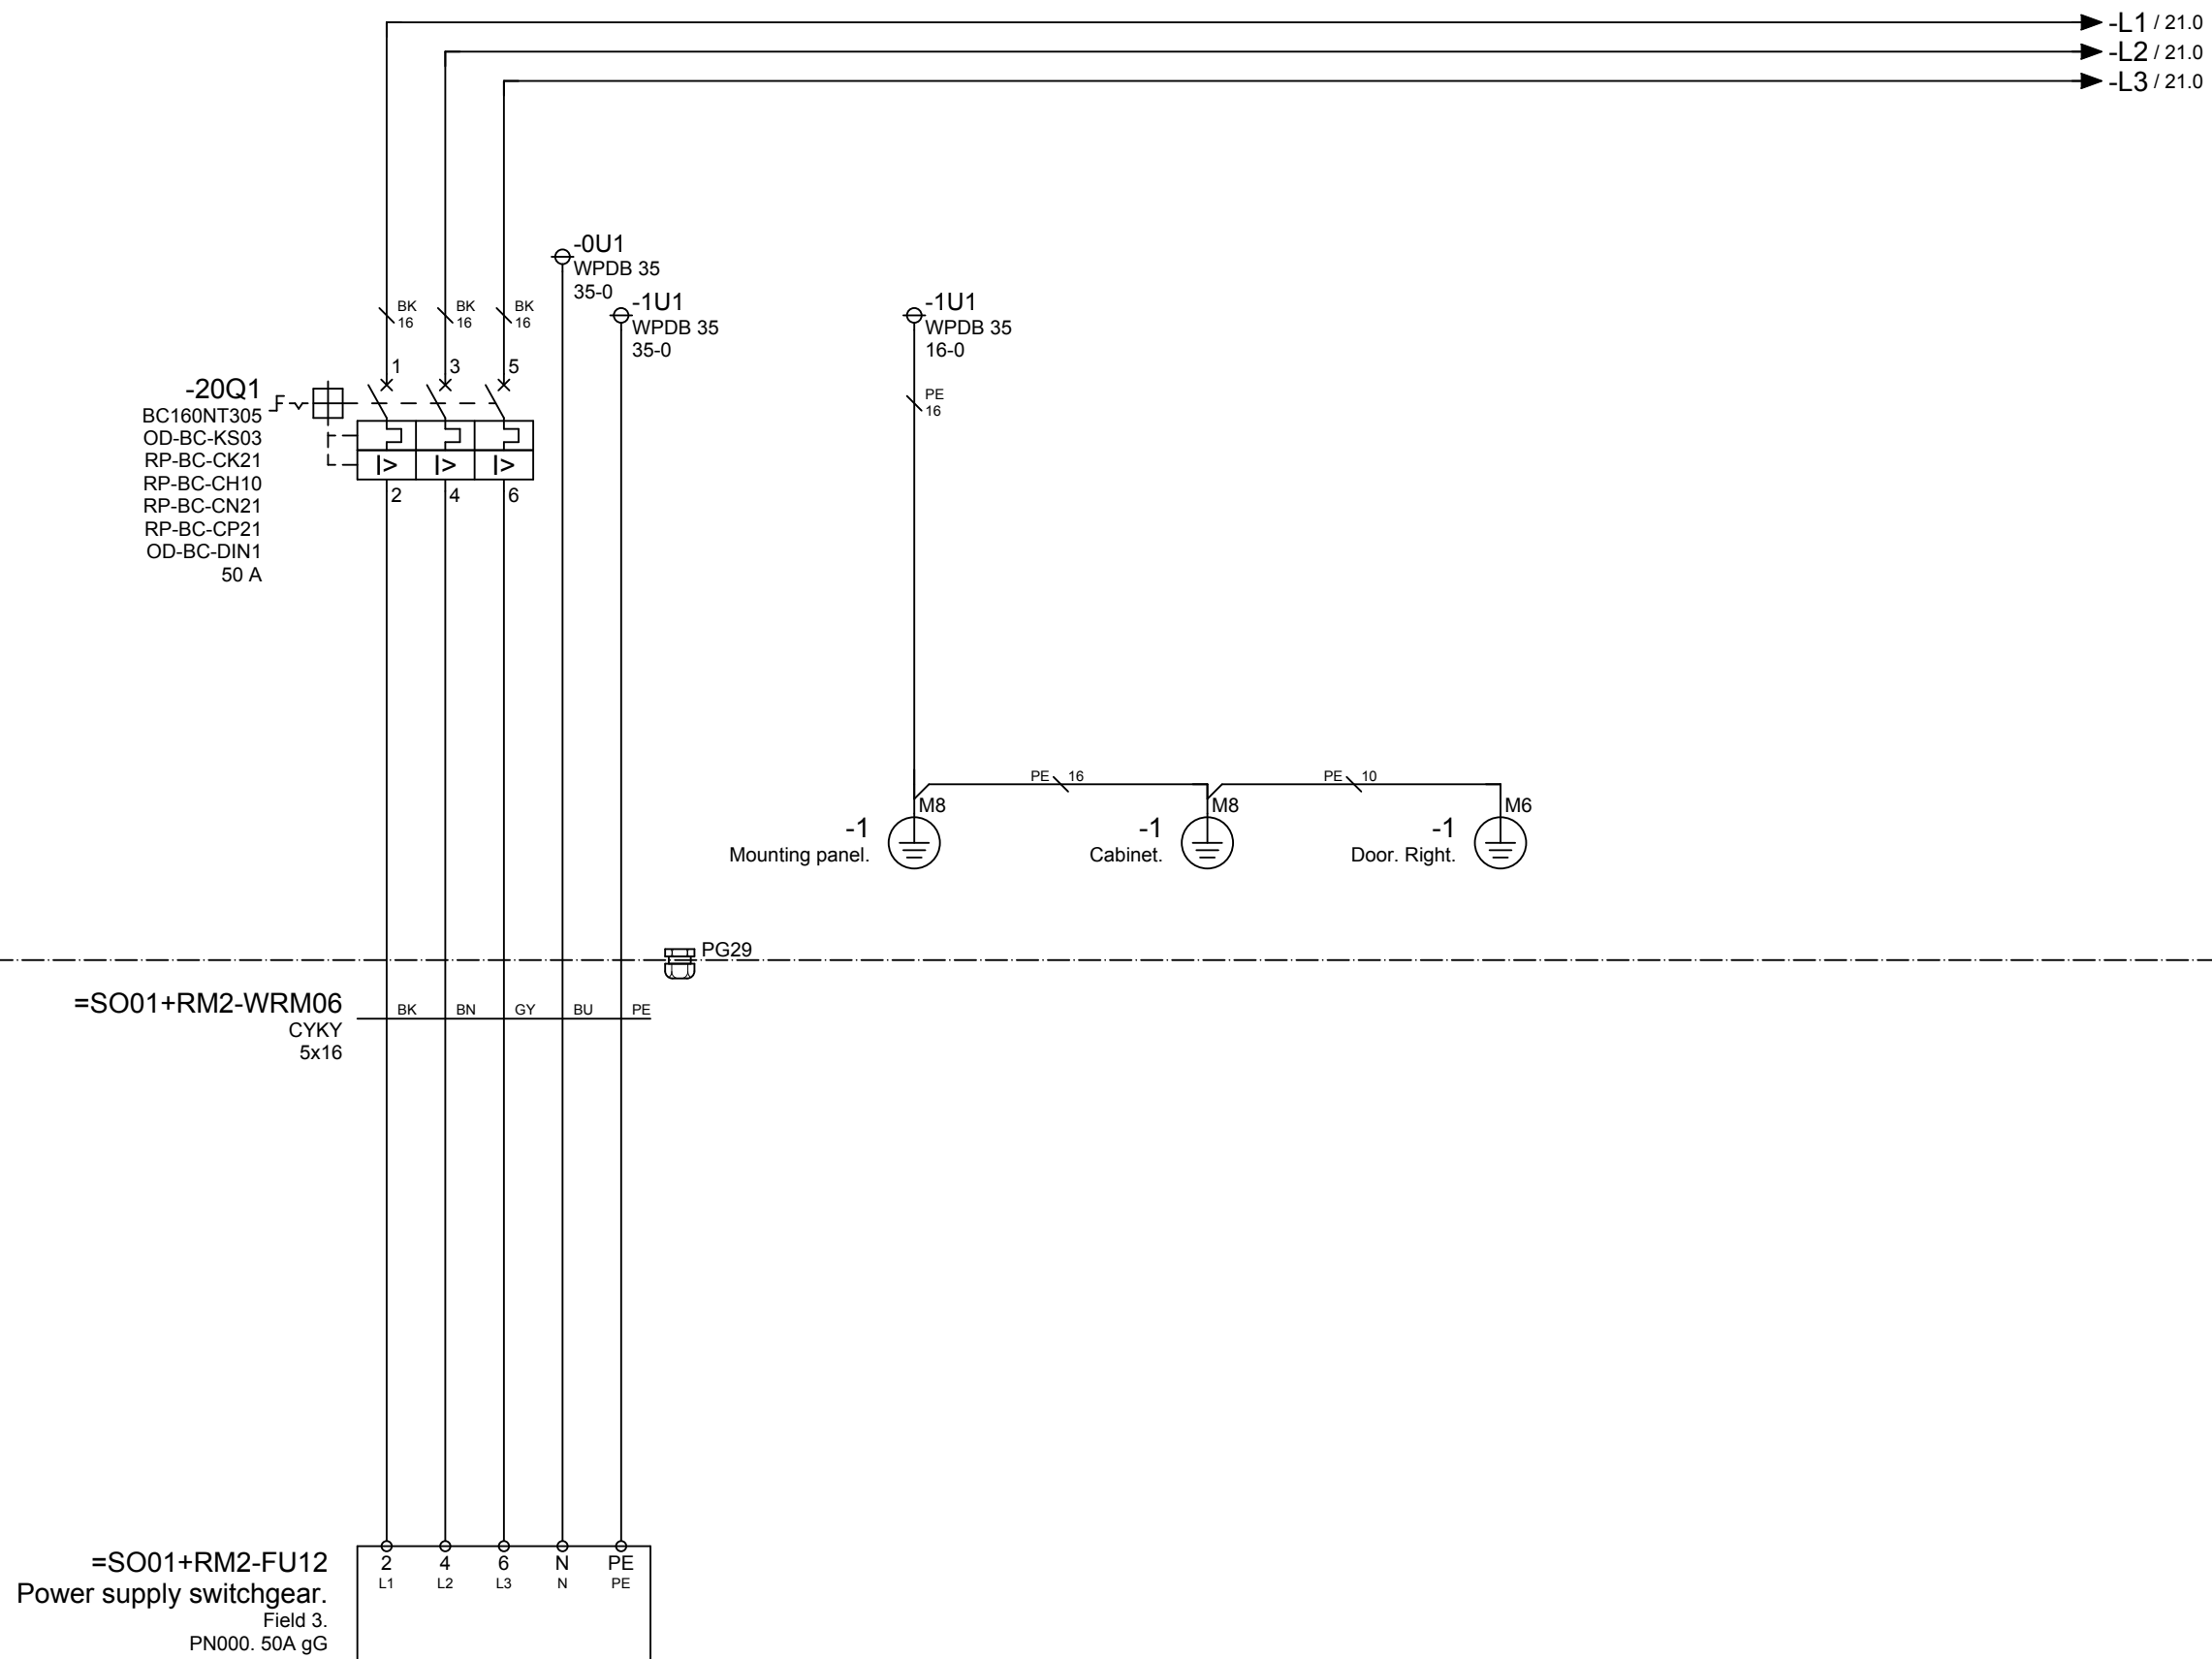 -L1 / 21.0
-L2 / 21.0
-L3 / 21.0
-0U1
WPDB 35
35-0
-1U1
WPDB 35
35-0
-1U1
WPDB 35
16-0
BK
16
BK
16
BK
16
PE
16
1
3
5
-20Q1
BC160NT305
OD-BC-KS03
RP-BC-CK21
RP-BC-CH10
RP-BC-CN21
RP-BC-CP21
OD-BC-DIN1
50 A
I>
I>
I>
2
4
6
PE 16
PE 10
M8
M8
M6
-1
Mounting panel.
-1
Cabinet.
-1
Door. Right.
PG29
=SO01+RM2-WRM06
CYKY
5x16
BK
BN
GY
BU
PE
=SO01+RM2-FU12
Power supply switchgear.
Field 3.
PN000. 50A gG
2 4 6 N PE
L1 L2 L3 N PE